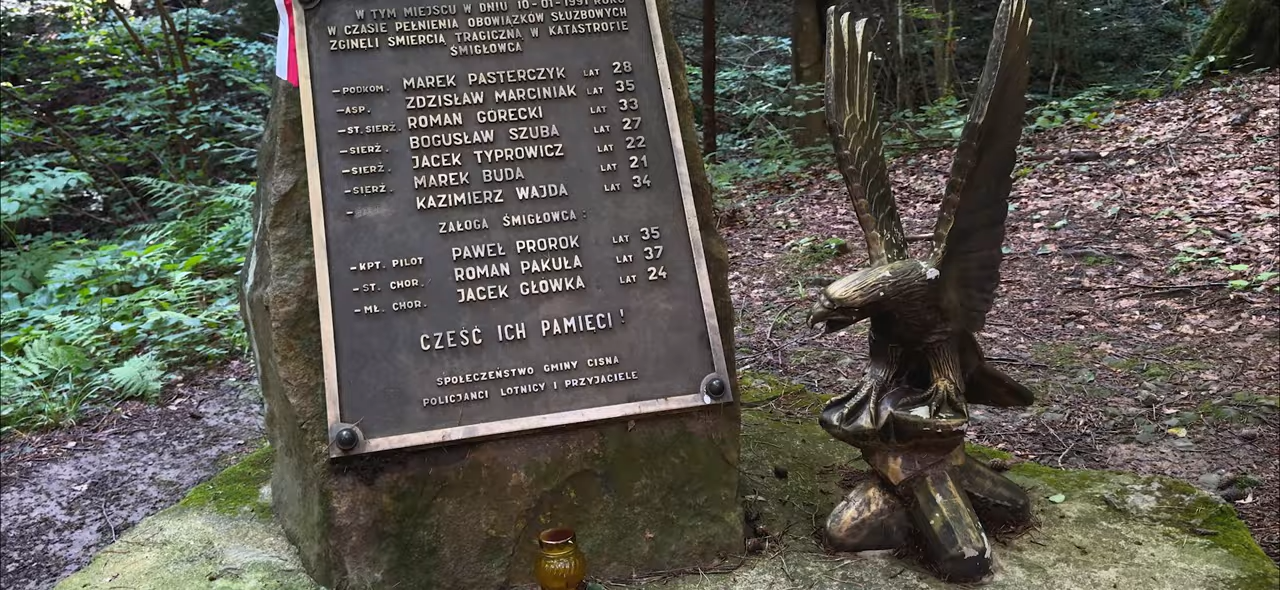 W TYM MIEJSCU W DNIU 10-01-1991 ROKU
W CZASIE PEŁNIENIA OBOWIĄZKÓW SŁUŻBOWYCH
ZGINĘLI ŚMIERCIĄ TRAGICZNĄ W KATASTROFIE
ŚMIGŁOWCA
-PODKOM. MAREK PASTERCZYK LAT 28
-ASP. ZDZISŁAW MARCINIAK LAT 35
-ST.SIERŻ. ROMAN GÓRECKI LAT 33
-SIERŻ. BOGUSŁAW SZUBA LAT 27
-SIERŻ. JACEK TYPROWICZ LAT 22
-SIERŻ. MAREK BUDA LAT 21
- KAZIMIERZ WAJDA LAT 34
ZAŁOGA ŚMIGŁOWCA:
-KPT. PILOT PAWEŁ PROROK LAT 35
-ST. CHOR. ROMAN PAKUŁA LAT 37
-MŁ. CHOR. JACEK GŁÓWKA LAT 24
CZEŚĆ ICH PAMIĘCI!
SPOŁECZEŃSTWO GMINY CISNA
POLICJANCI LOTNICY I PRZYJACIELE